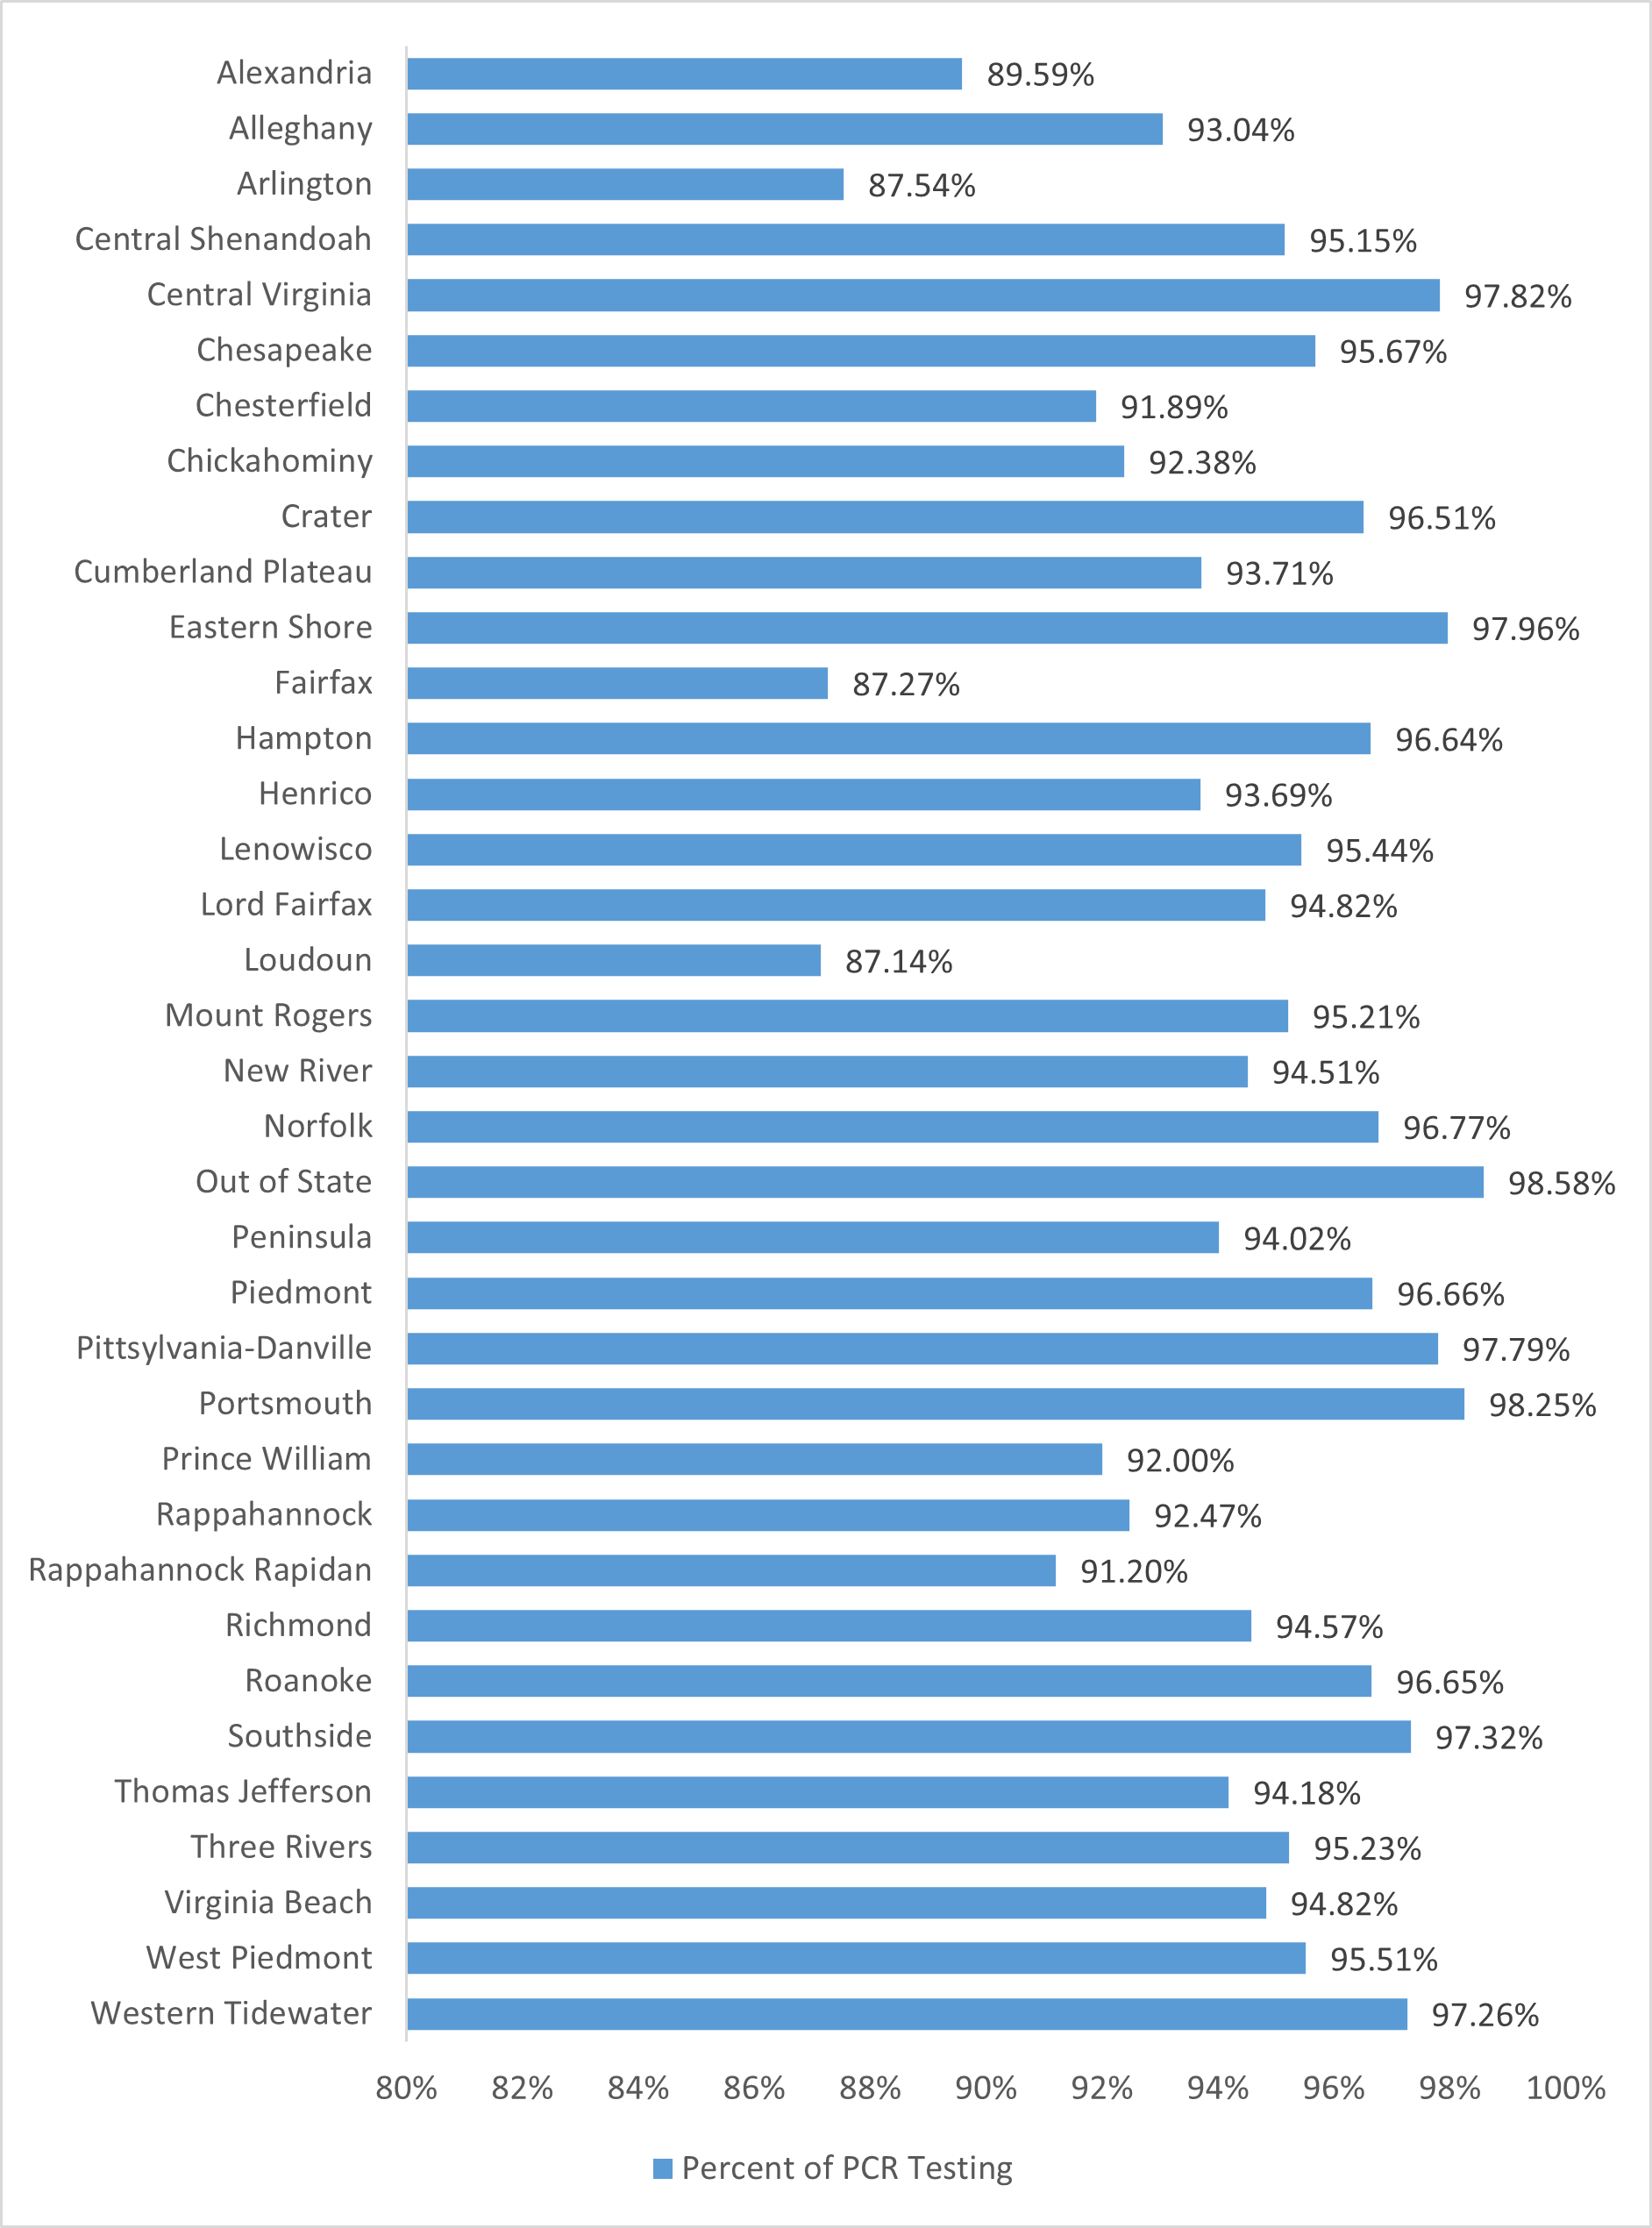 Alexandria 89.59%
Alleghany 93.04%
Arlington 87.54%
Central Shenandoah 95.15%
Central Virginia 97.82%
Chesapeake 95.67%
Chesterfield 91.89%
Chickahominy 92.38%
Crater 96.51%
Cumberland Plateau 93.71%
Eastern Shore 97.96%
Fairfax 87.27%
Hampton 96.64%
Henrico 93.69%
Lenowisco 95.44%
Lord Fairfax 94.82%
Loudoun 87.14%
Mount Rogers 95.21%
New River 94.51%
Norfolk 96.77%
Out of State 98.58%
Peninsula 94.02%
Piedmont 96.66%
Pittsylvania-Danville 97.79%
Portsmouth 98.25%
Prince William 92.00%
Rappahannock 92.47%
Rappahannock Rapidan 91.20%
Richmond 94.57%
Roanoke 96.65%
Southside 97.32%
Thomas Jefferson 94.18%
Three Rivers 95.23%
Virginia Beach 94.82%
West Piedmont 95.51%
Western Tidewater 97.26%
80% 82% 84% 86% 88% 90% 92% 94% 96% 98% 100%
Percent of PCR Testing